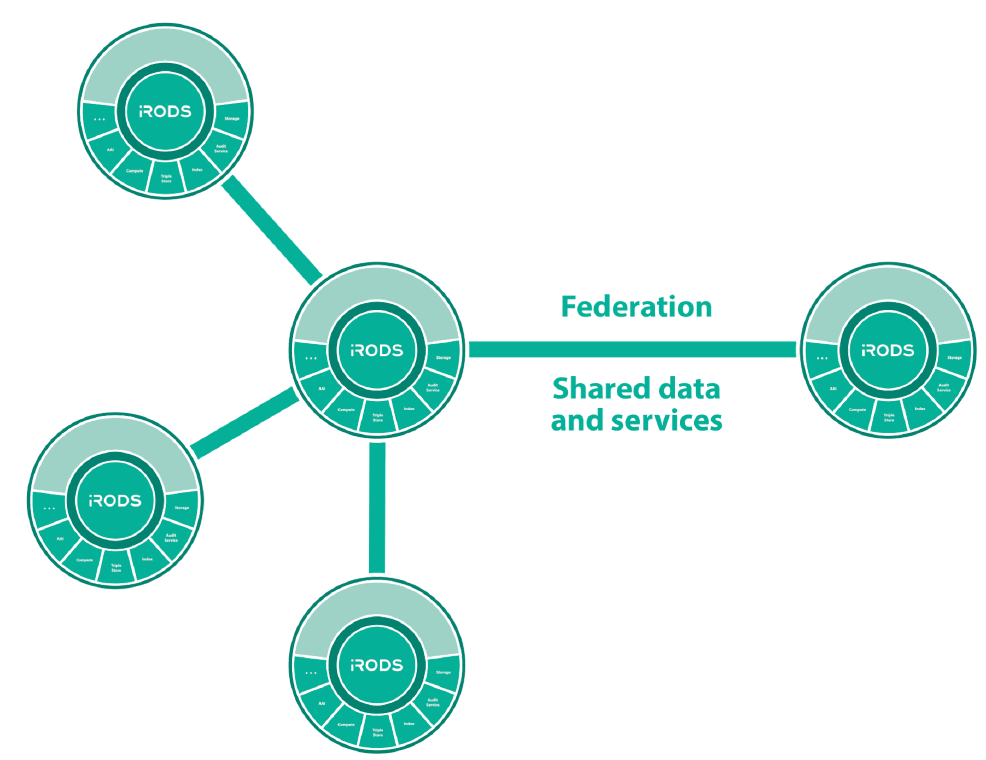 iRODS
...
Storage
AAI
Audit
Service
Compute
Triple
Store
Index
iRODS
...
Storage
AAI
Audit
Service
Compute
Triple
Store
Index
Federation
Shared data
and services
iRODS
...
Storage
AAI
Audit
Service
Compute
Triple
Store
Index
iRODS
...
Storage
AAI
Audit
Service
Compute
Triple
Store
Index
iRODS
...
Storage
AAI
Audit
Service
Compute
Triple
Store
Index